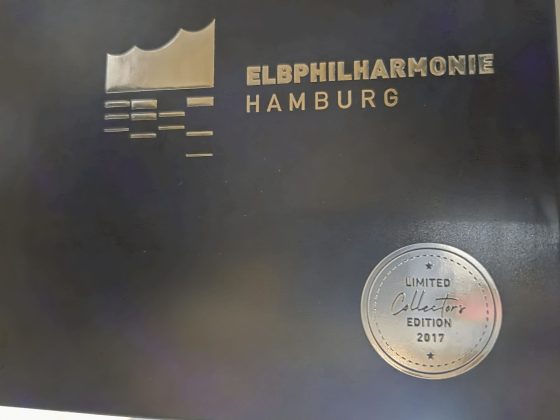 ELBPHILHARMONIE
HAMBURG
LIMITED
Collector's
EDITION
2017